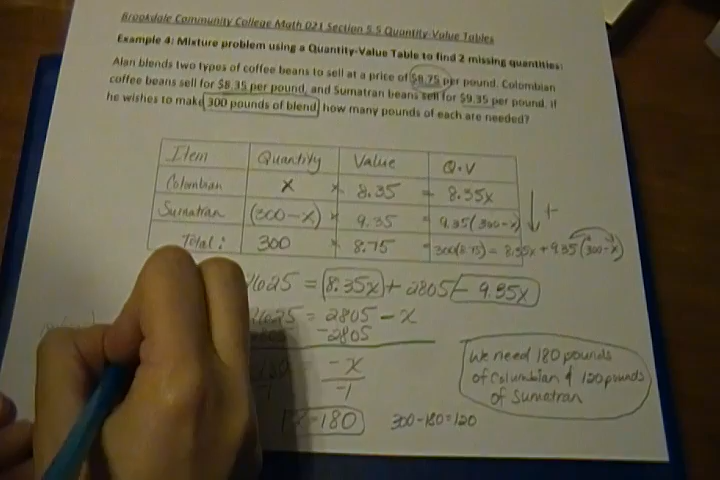 Brookdale Community College Math 021 Section 5.5 Quantity-Value Tables
Example 4: Mixture problem using a Quantity-Value Table to find 2 missing quantities:
Alan blends two types of coffee beans to sell at a price of $8.75 per pound. Colombian
coffee beans sell for $8.35 per pound, and Sumatran beans sell for $9.35 per pound. If
he wishes to make 300 pounds of blend, how many pounds of each are needed?
Item Quantity Value Q·V
Colombian x × 8.35 = 8.35x
Sumatran (300-x) × 9.35 = 9.35(300-x) +
Total: 300 × 8.75 = 300(8.75) = 8.35x + 9.35(300-x)
2625 = 8.35x + 2805 - 9.35x
2625 = 2805 - x
-2805
-x
-1
180
300-180=120
We need 180 pounds
of Columbian & 120 pounds
of Sumatran